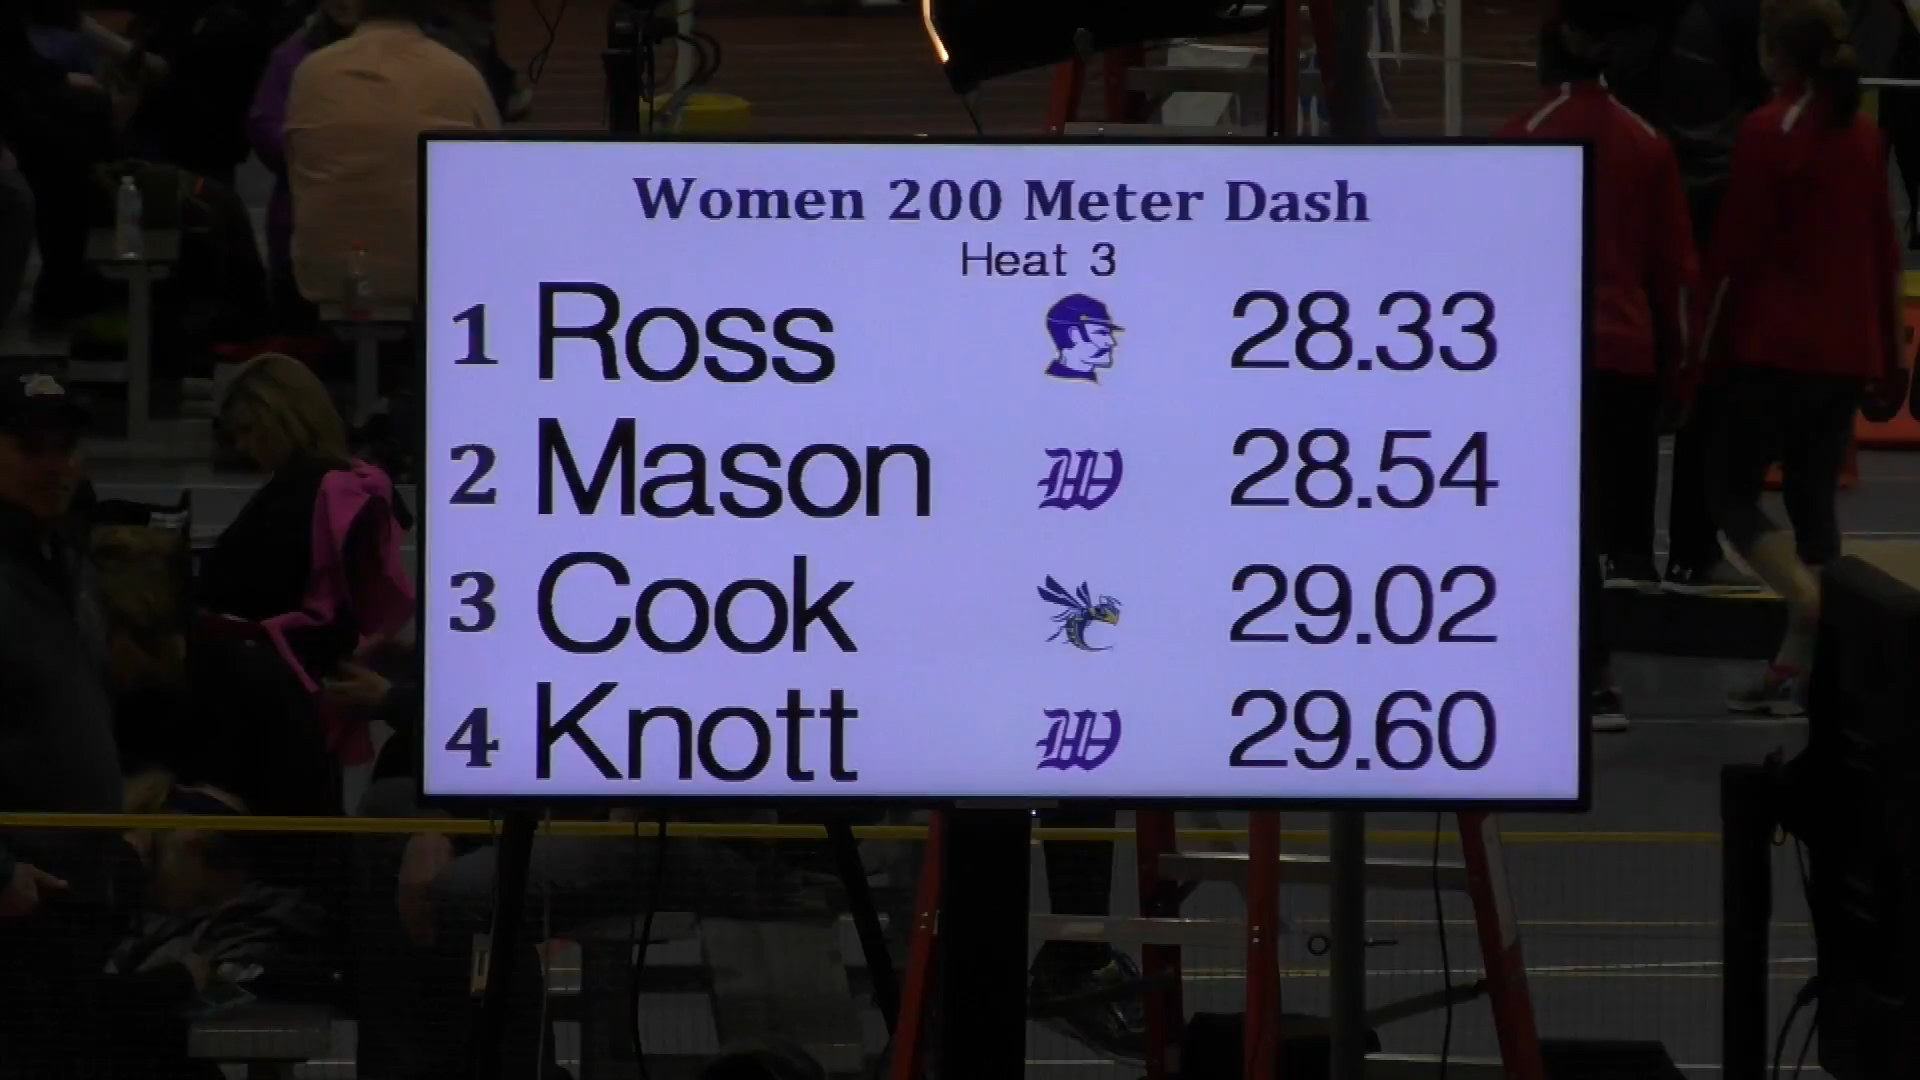 Women 200 Meter Dash
Heat 3
1 Ross 28.33
2 Mason W 28.54
3 Cook 29.02
4 Knott W 29.60